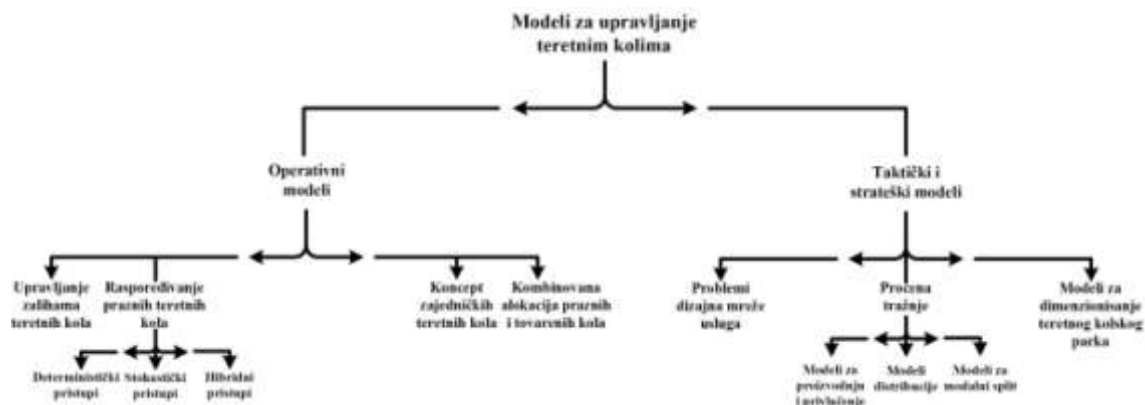 Modeli za upravljanje
teretnim kolima
Operativni
modeli
Taktički i
strateški modeli
Upravljanje
zalihama
teretnih kola
Raspoređivanje
praznih teretnih
kola
Koncept
zajedničkih
teretnih kola
Kombinovana
alokacija praznih
i tovarenih kola
Problemi
dizajna mreže
usluga
Procena
tražnje
Modeli za
dimenzionisanje
teretnog kolskog
parka
Deterministički
pristupi
Stokastički
pristupi
Hibridni
pristupi
Modeli za
proizvodnju
i privlačenje
Modeli
distribucije
Modeli za
modalni split